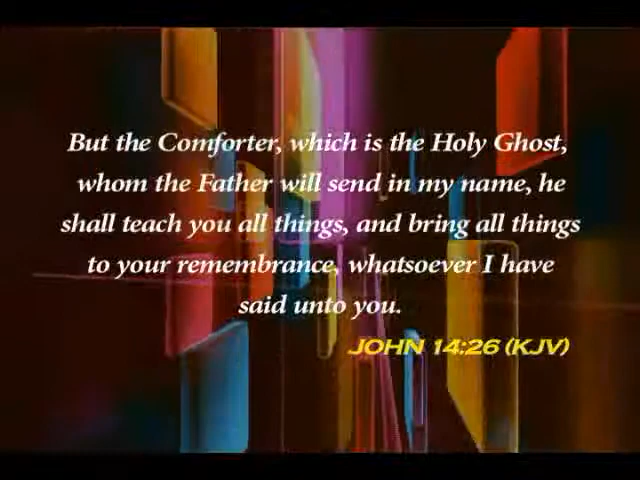 But the Comforter, which is the Holy Ghost,
whom the Father will send in my name, he
shall teach you all things, and bring all things
to your remembrance, whatsoever I have
said unto you.
JOHN 14:26 (KJV)